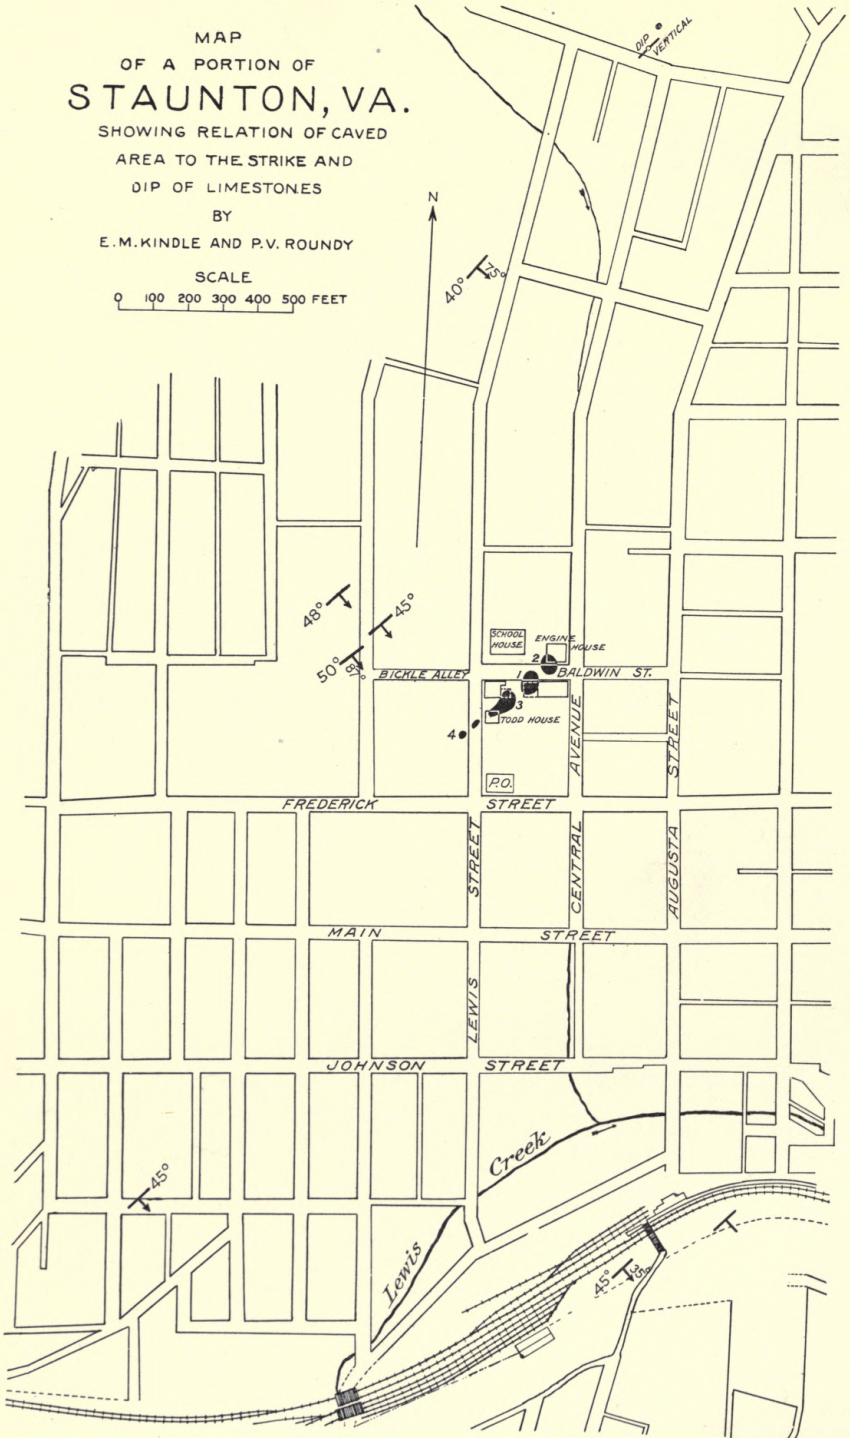 MAP
OF A PORTION OF
STAUNTON, VA.
SHOWING RELATION OF CAVED
AREA TO THE STRIKE AND
DIP OF LIMESTONES
BY
E.M.KINDLE AND P.V. ROUNDY
SCALE
0 100 200 300 400 500 FEET
DIP
VERTICAL
N
40° 75°
48°
45°
50° 87°
SCHOOL
HOUSE
ENGINE
HOUSE
2
BICKLE ALLEY
1
BALDWIN ST.
3
TODD HOUSE
4
P.O.
FREDERICK STREET
LEWIS STREET
CENTRAL AVENUE
AUGUSTA STREET
MAIN STREET
JOHNSON STREET
Lewis Creek
45°
45° 35°